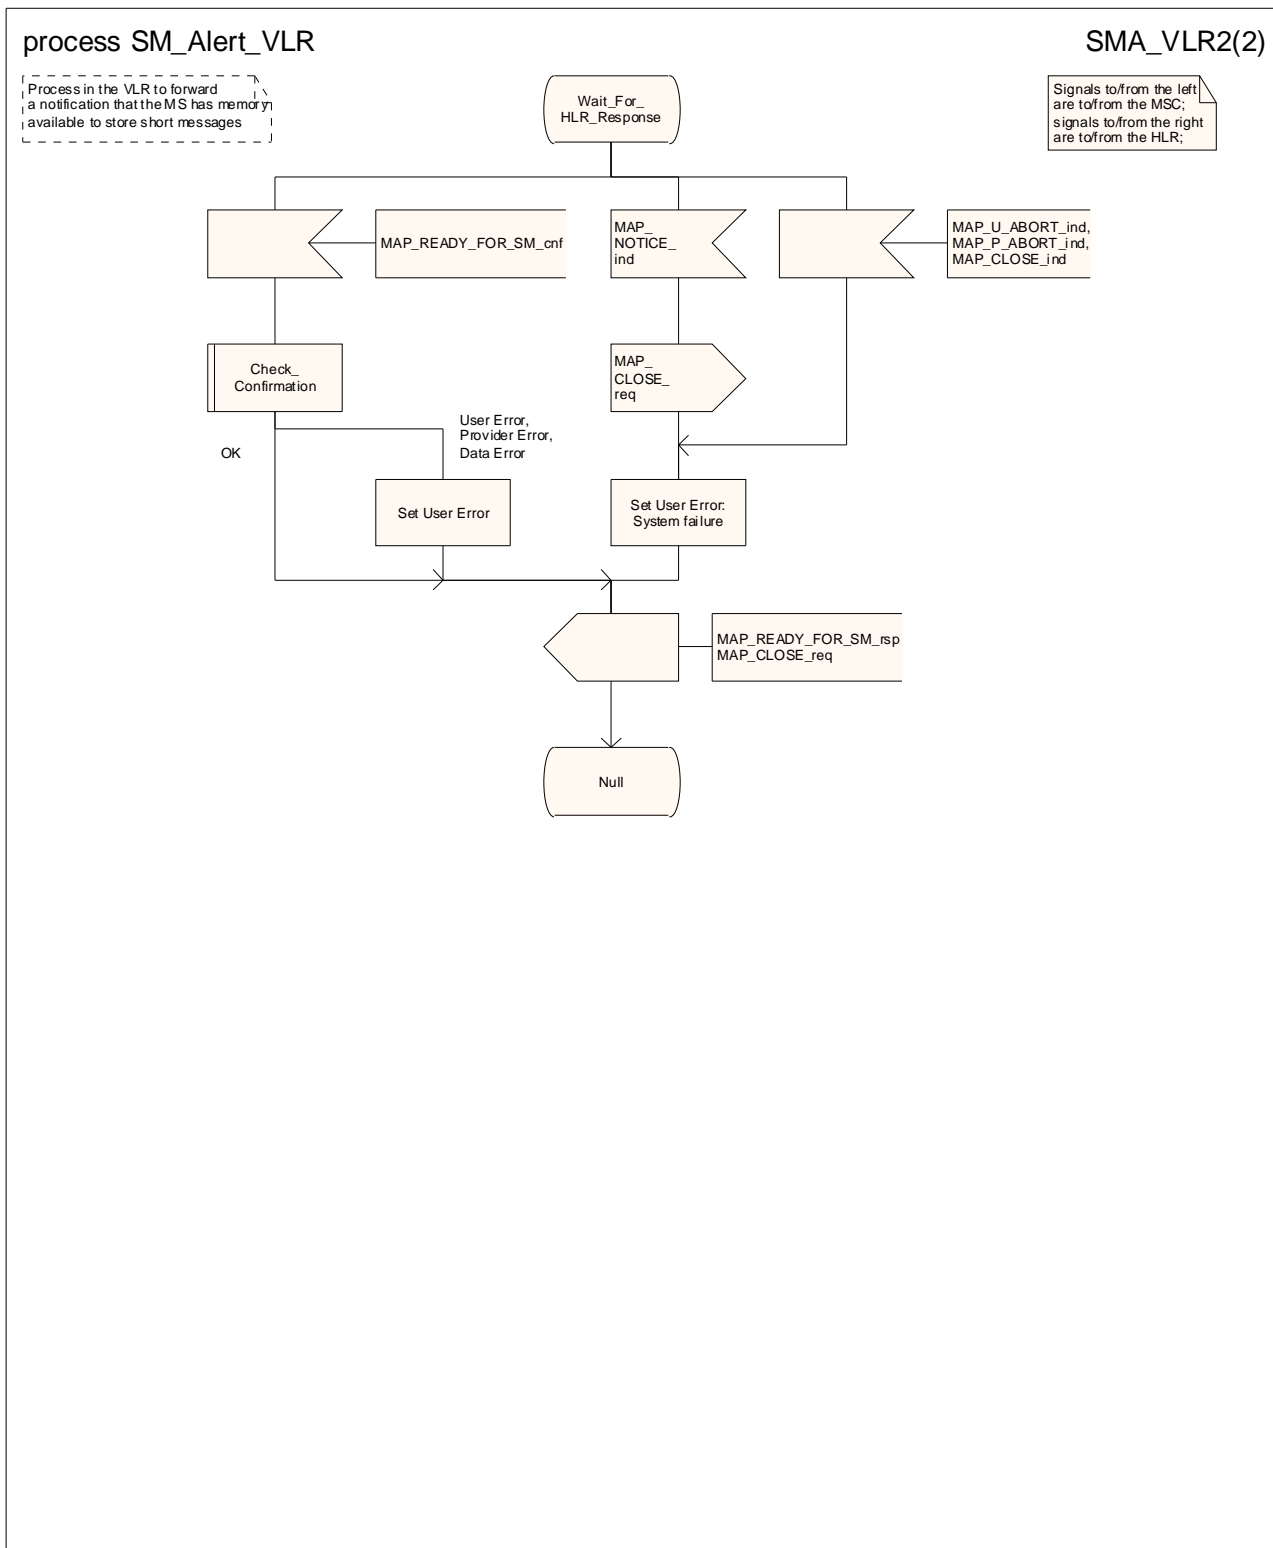 process SM_Alert_VLR
SMA_VLR2(2)
Process in the VLR to forward
a notification that the MS has memory
available to store short messages
Wait_For_
HLR_Response
Signals to/from the left
are to/from the MSC;
signals to/from the right
are to/from the HLR;
MAP_READY_FOR_SM_cnf
MAP_
NOTICE_
ind
MAP_U_ABORT_ind,
MAP_P_ABORT_ind,
MAP_CLOSE_ind
Check_
Confirmation
MAP_
CLOSE_
req
OK
User Error,
Provider Error,
Data Error
Set User Error
Set User Error:
System failure
MAP_READY_FOR_SM_rsp
MAP_CLOSE_req
Null